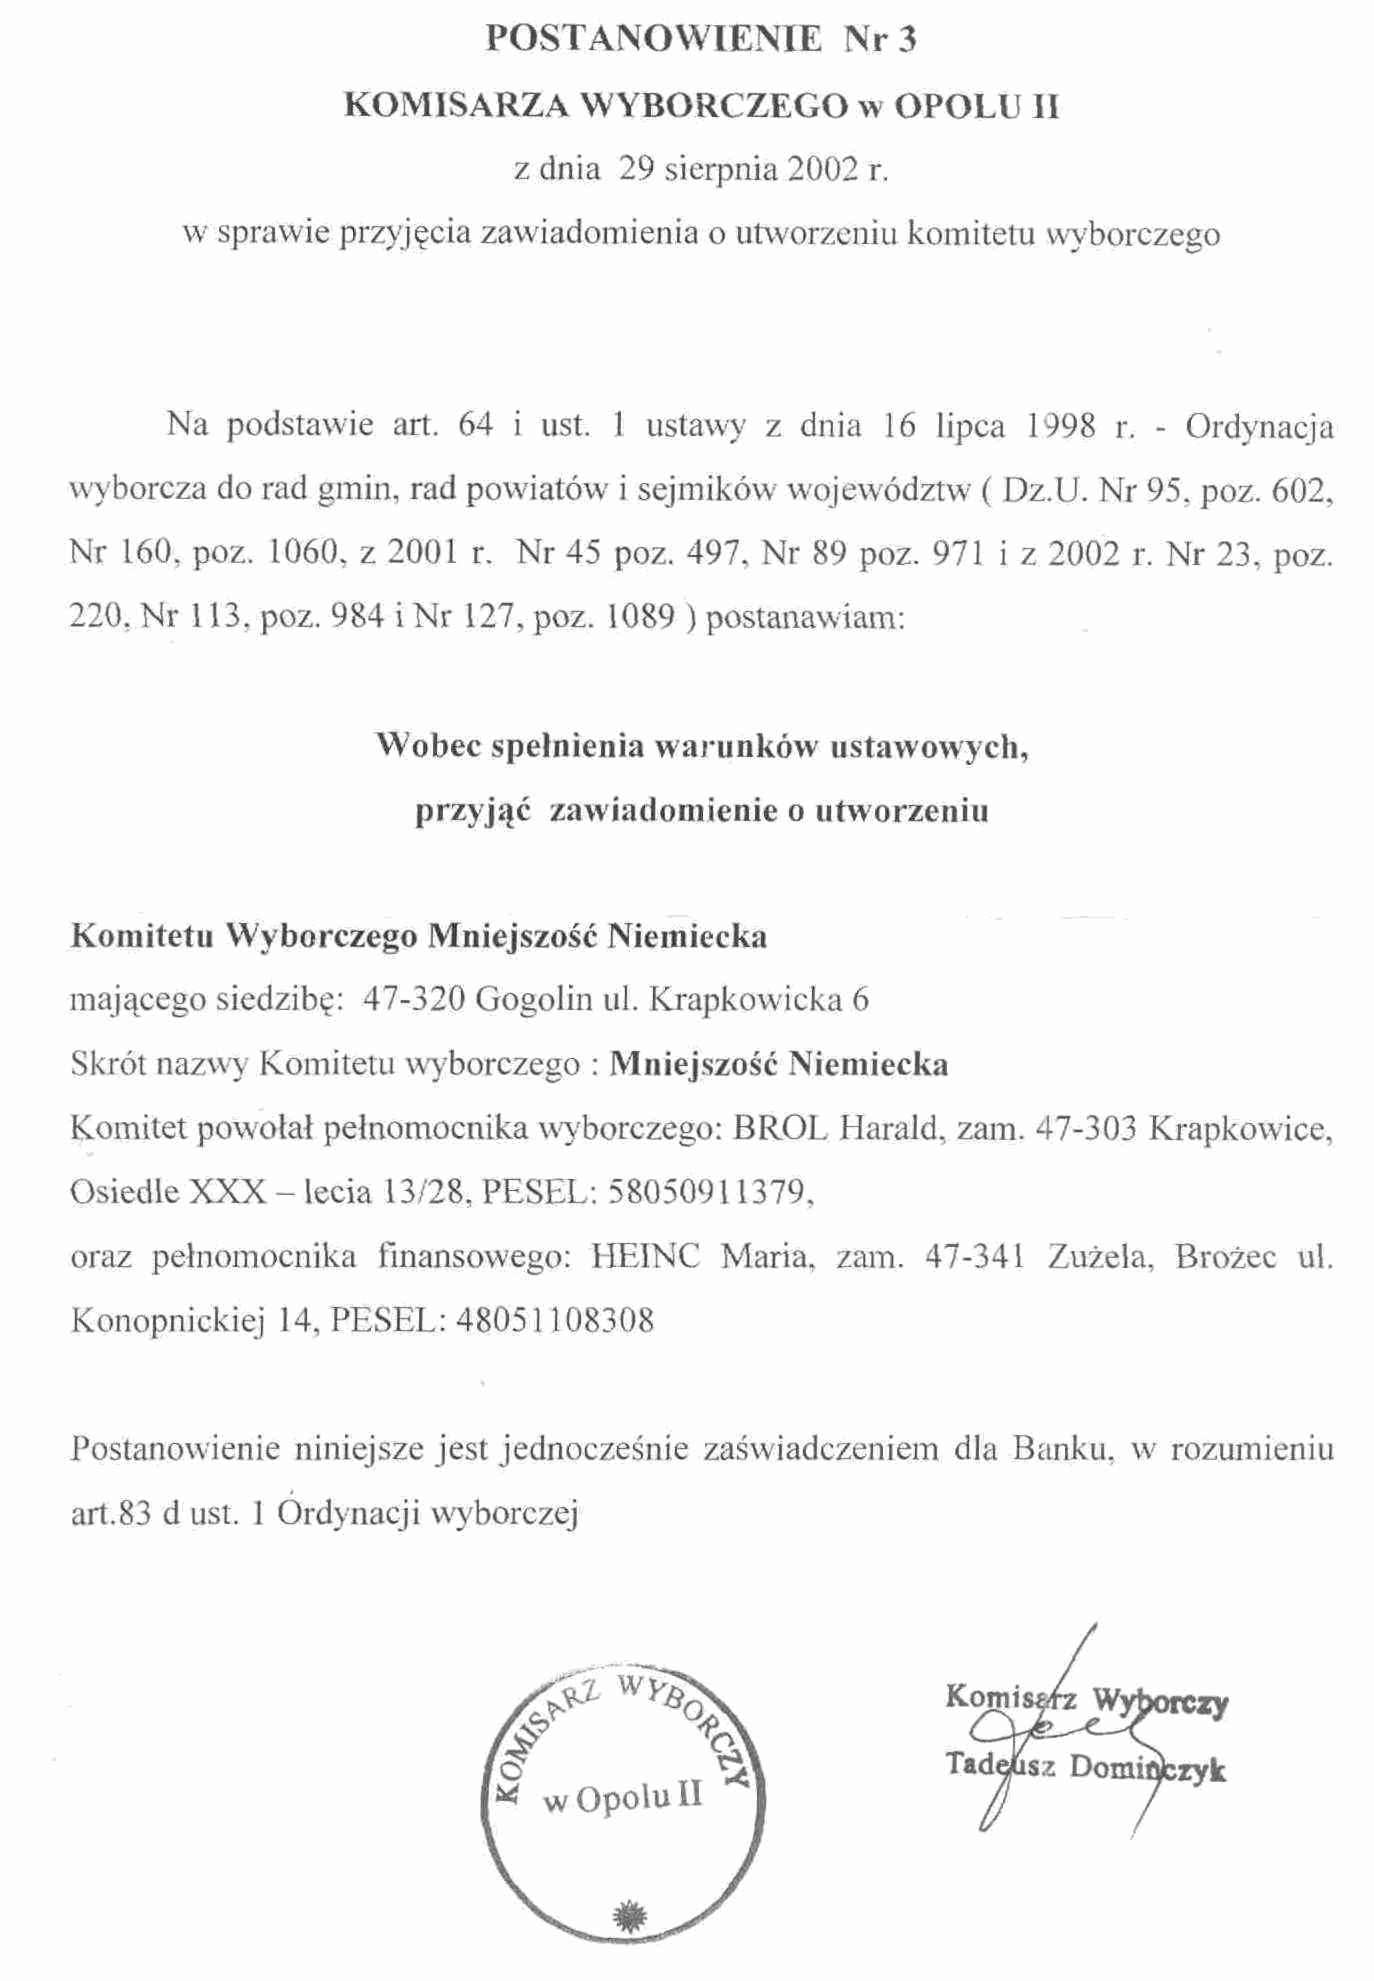 POSTANOWIENIE Nr 3
KOMISARZA WYBORCZEGO w OPOLU II
z dnia 29 sierpnia 2002 r.
w sprawie przyjęcia zawiadomienia o utworzeniu komitetu wyborczego
Na podstawie art. 64 i ust. 1 ustawy z dnia 16 lipca 1998 r. - Ordynacja
wyborcza do rad gmin, rad powiatów i sejmików województw ( Dz.U. Nr 95, poz. 602,
Nr 160, poz. 1060, z 2001 r. Nr 45 poz. 497, Nr 89 poz. 971 i z 2002 r. Nr 23, poz.
220, Nr 113, poz. 984 i Nr 127, poz. 1089 ) postanawiam:
Wobec spełnienia warunków ustawowych,
przyjąć zawiadomienie o utworzeniu
Komitetu Wyborczego Mniejszość Niemiecka
mającego siedzibę: 47-320 Gogolin ul. Krapkowicka 6
Skrót nazwy Komitetu wyborczego : Mniejszość Niemiecka
Komitet powołał pełnomocnika wyborczego: BROL Harald, zam. 47-303 Krapkowice,
Osiedle XXX – lecia 13/28, PESEL: 58050911379,
oraz pełnomocnika finansowego: HEINC Maria, zam. 47-341 Zużela, Brożec ul.
Konopnickiej 14, PESEL: 48051108308
Postanowienie niniejsze jest jednocześnie zaświadczeniem dla Banku, w rozumieniu
art.83 d ust. 1 Ordynacji wyborczej
KOMISARZ WYBORCZY
w Opolu II
Komisarz Wyborczy
Tadeusz Domińczyk